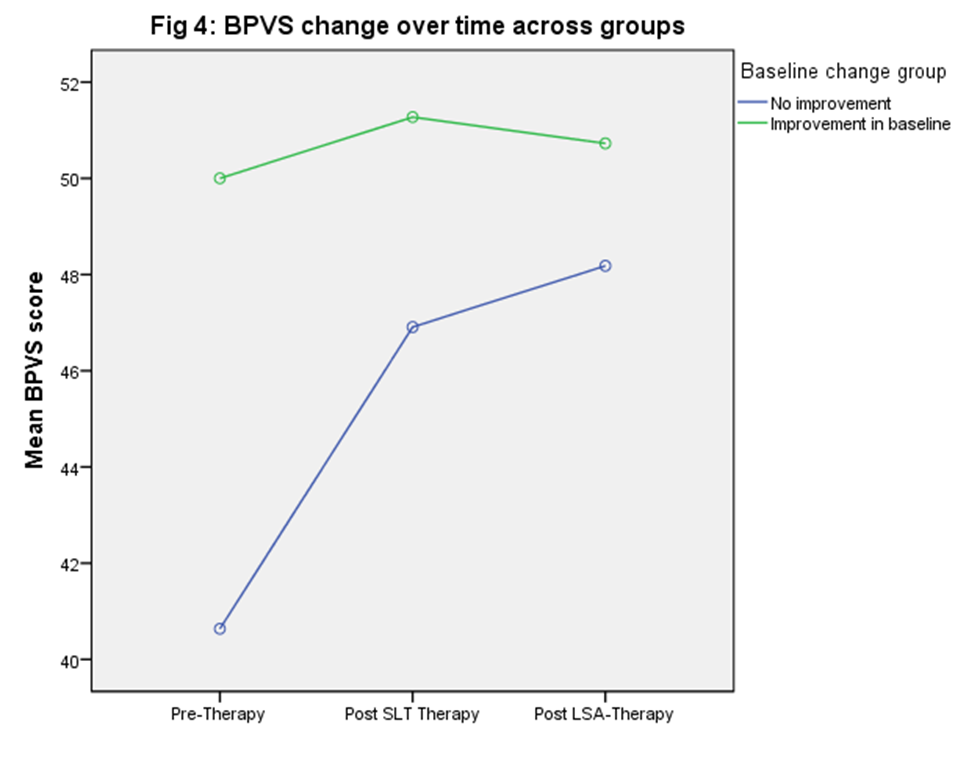 Fig 4: BPVS change over time across groups
Baseline change group
No improvement
Improvement in baseline
Mean BPVS score
52
50
48
46
44
42
40
Pre-Therapy
Post SLT Therapy
Post LSA-Therapy